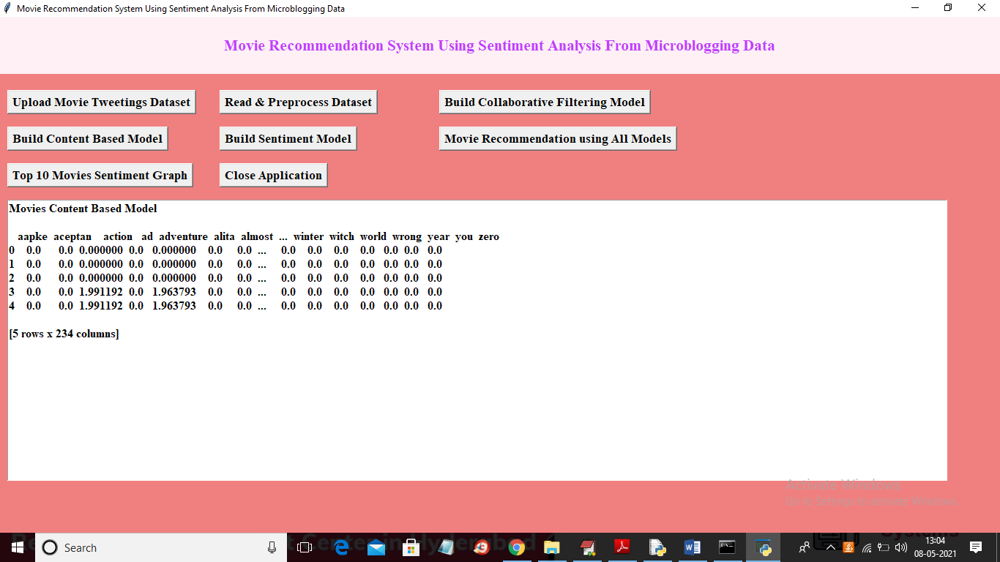 Movie Recommendation System Using Sentiment Analysis From Microblogging Data
Movie Recommendation System Using Sentiment Analysis From Microblogging Data
Upload Movie Tweetings Dataset Read & Preprocess Dataset Build Collaborative Filtering Model
Build Content Based Model Build Sentiment Model Movie Recommendation using All Models
Top 10 Movies Sentiment Graph Close Application
Movies Content Based Model
aapke aceptan action ad adventure alita almost ... winter witch world wrong year you zero
0 0.0 0.0 0.000000 0.0 0.000000 0.0 0.0 ... 0.0 0.0 0.0 0.0 0.0 0.0 0.0
1 0.0 0.0 0.000000 0.0 0.000000 0.0 0.0 ... 0.0 0.0 0.0 0.0 0.0 0.0 0.0
2 0.0 0.0 0.000000 0.0 0.000000 0.0 0.0 ... 0.0 0.0 0.0 0.0 0.0 0.0 0.0
3 0.0 0.0 1.991192 0.0 1.963793 0.0 0.0 ... 0.0 0.0 0.0 0.0 0.0 0.0 0.0
4 0.0 0.0 1.991192 0.0 1.963793 0.0 0.0 ... 0.0 0.0 0.0 0.0 0.0 0.0 0.0
[5 rows x 234 columns]
Activate Windows
Go to Settings to activate Windows.
Search
13:04
08-05-2021